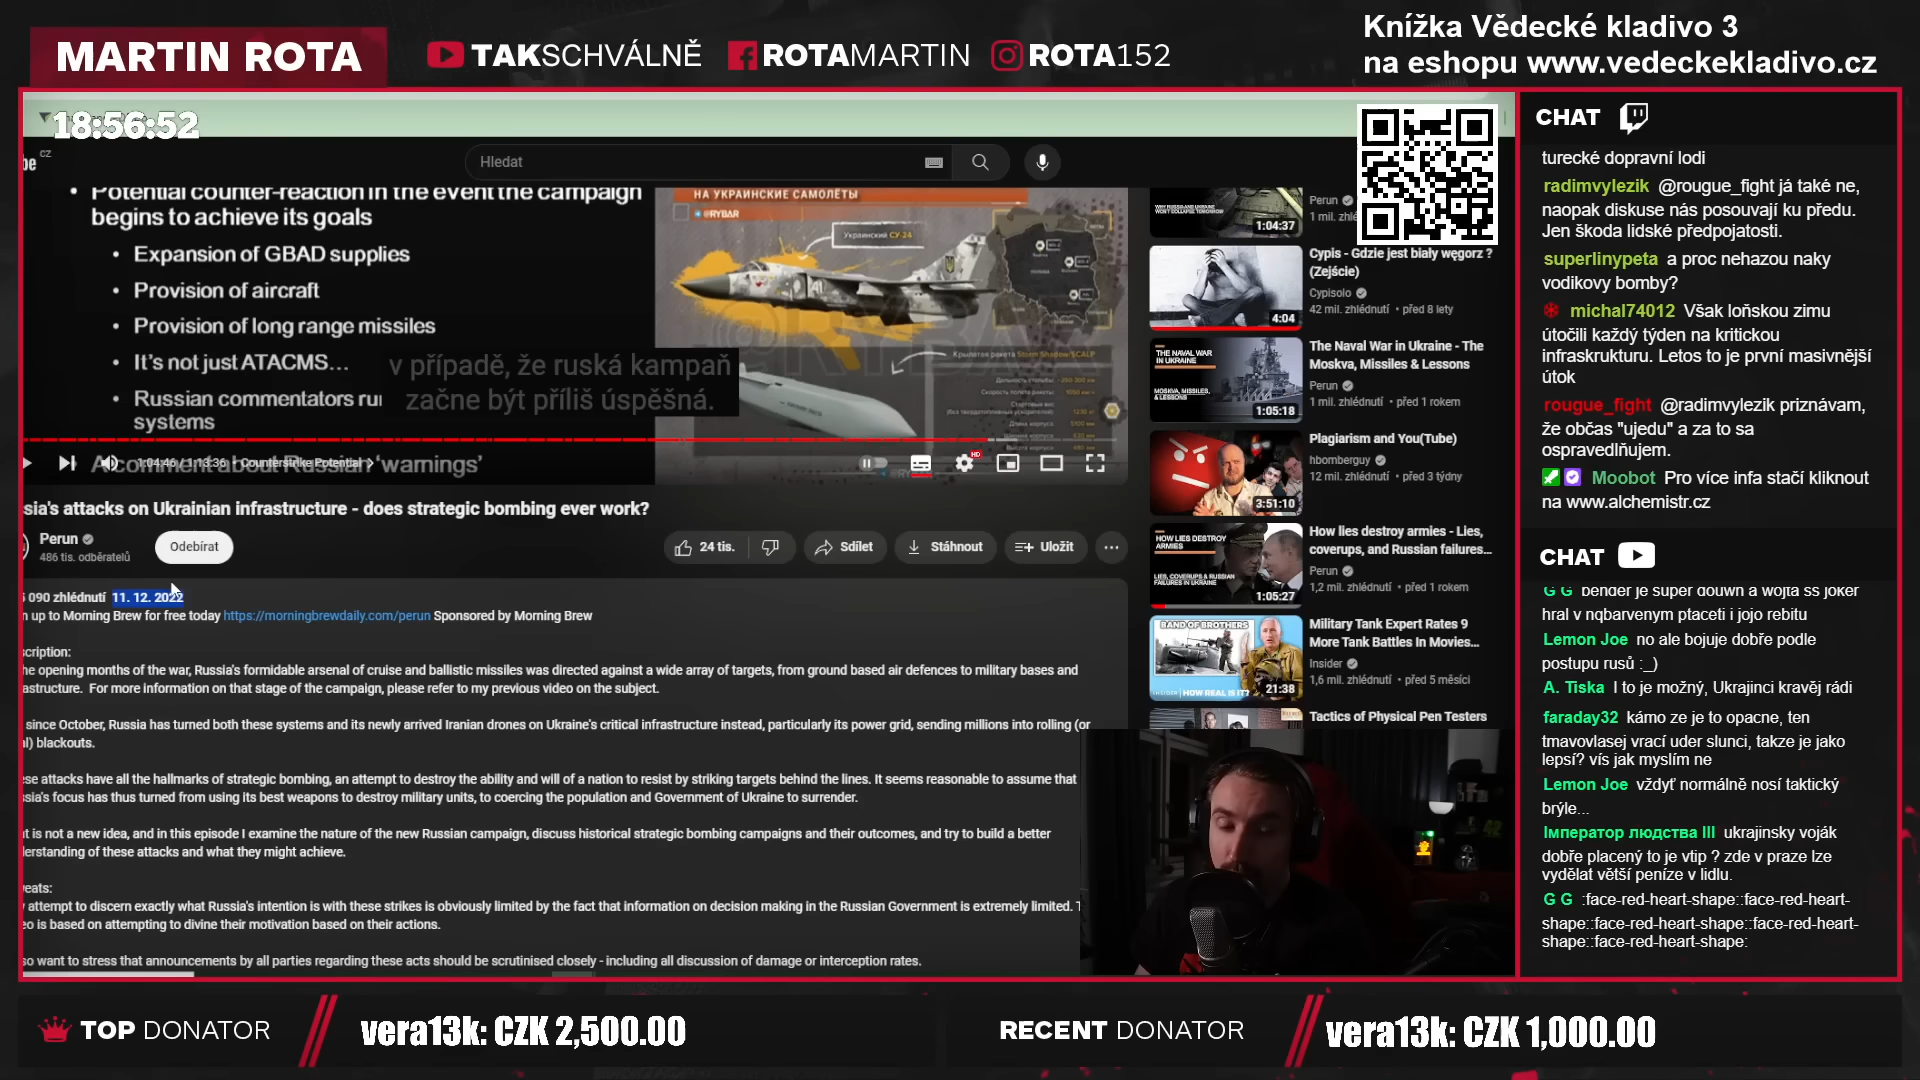 MARTIN ROTA
TAKSCHVÁLNĚ
ROTAMARTIN
ROTA152
Knížka Vědecké kladivo 3
na eshopu www.vedeckekladivo.cz
18:56:52
be CZ
Hledat
Potential counter-reaction in the event the campaign
begins to achieve its goals
• Expansion of GBAD supplies
• Provision of aircraft
• Provision of long range missiles
• It's not just ATACMS...
• Russian commentators
systems
'warnings'
v případě, že ruská kampaň
začne být příliš úspěšná.
1:04:46 / 1:13:36 • Counterstrike Potential
НА УКРАИНСКИЕ САМОЛЁТЫ
@RYBAR
Украинский СУ-24
Крылатая ракета Storm Shadow/SCALP
sia's attacks on Ukrainian infrastructure - does strategic bombing ever work?
Perun
486 tis. odběratelů
Odebírat
24 tis.
Sdílet
Stáhnout
Uložit
090 zhlédnutí 11. 12. 2022
n up to Morning Brew for free today https://morningbrewdaily.com/perun Sponsored by Morning Brew
scription:
he opening months of the war, Russia's formidable arsenal of cruise and ballistic missiles was directed against a wide array of targets, from ground based air defences to military bases and
astructure. For more information on that stage of the campaign, please refer to my previous video on the subject.
since October, Russia has turned both these systems and its newly arrived Iranian drones on Ukraine's critical infrastructure instead, particularly its power grid, sending millions into rolling (or
al) blackouts.
se attacks have all the hallmarks of strategic bombing, an attempt to destroy the ability and will of a nation to resist by striking targets behind the lines. It seems reasonable to assume that
sia's focus has thus turned from using its best weapons to destroy military units, to coercing the population and Government of Ukraine to surrender.
t is not a new idea, and in this episode I examine the nature of the new Russian campaign, discuss historical strategic bombing campaigns and their outcomes, and try to build a better
lerstanding of these attacks and what they might achieve.
eats:
attempt to discern exactly what Russia's intention is with these strikes is obviously limited by the fact that information on decision making in the Russian Government is extremely limited. T
eo is based on attempting to divine their motivation based on their actions.
so want to stress that announcements by all parties regarding these acts should be scrutinised closely - including all discussion of damage or interception rates.
Perun
1 mil. zhlé
1:04:37
Cypis - Gdzie jest biały węgorz ?
(Zejście)
Cypisolo
42 mil. zhlédnutí • před 8 lety
4:04
THE NAVAL WAR
IN UKRAINE
MOSKVA, MISSILES,
& LESSONS
1:05:18
The Naval War in Ukraine - The
Moskva, Missiles & Lessons
Perun
1 mil. zhlédnutí • před 1 rokem
Plagiarism and You(Tube)
hbomberguy
12 mil. zhlédnutí • před 3 týdny
3:51:10
HOW LIES DESTROY
ARMIES
LIES, COVERUPS & RUSSIAN
FAILURES IN UKRAINE
1:05:27
How lies destroy armies - Lies,
coverups, and Russian failures...
Perun
1,2 mil. zhlédnutí • před 1 rokem
BAND OF BROTHERS
INSIDER HOW REAL IS IT?
21:38
Military Tank Expert Rates 9
More Tank Battles In Movies...
Insider
1,6 mil. zhlédnutí • před 5 měsíci
Tactics of Physical Pen Testers
CHAT
turecké dopravní lodi
radimvylezik @rougue_fight já také ne,
naopak diskuse nás posouvají ku předu.
Jen škoda lidské předpojatosti.
superlinypeta a proc nehazou naky
vodikovy bomby?
michal74012 Však loňskou zimu
útočili každý týden na kritickou
infraskrukturu. Letos to je první masivnější
útok
rougue_fight @radimvylezik priznávam,
že občas "ujedu" a za to sa
ospravedlňujem.
Moobot Pro více infa stačí kliknout
na www.alchemistr.cz
CHAT
G G bender je super douwn a wojta ss joker
hral v nqbarvenym ptaceti i jojo rebitu
Lemon Joe no ale bojuje dobře podle
postupu rusů :_)
A. Tiska I to je možný, Ukrajinci kravěj rádi
faraday32 kámo ze je to opacne, ten
tmavovlasej vrací uder slunci, takze je jako
lepsí? vís jak myslím ne
Lemon Joe vždyť normálně nosí taktický
brýle...
Імператор людства III ukrajinsky voják
dobře placený to je vtip ? zde v praze lze
vydělat větší peníze v lidlu.
G G :face-red-heart-shape::face-red-heart-
shape::face-red-heart-shape::face-red-heart-
shape::face-red-heart-shape:
TOP DONATOR
vera13k: CZK 2,500.00
RECENT DONATOR
vera13k: CZK 1,000.00